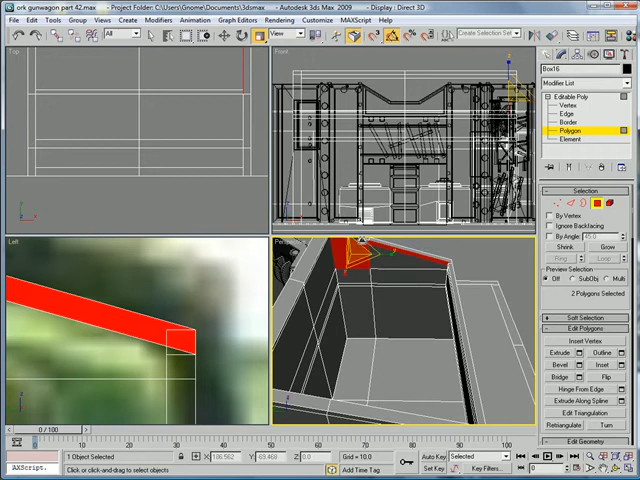 ork gunwagon part 42.max - Project Folder: C:\Users\Gnome\Documents\3dsmax - Autodesk 3ds Max 2009 - Display : Direct 3D
File Edit Tools Group Views Create Modifiers Animation Graph Editors Rendering Customize MAXScript Help
All View Create Selection Se
Top
Front
Left
Perspective
Box16
Modifier List
Editable Poly
Vertex
Edge
Border
Polygon
Element
Selection
By Vertex
Ignore Backfacing
By Angle: 45.0
Shrink Grow
Ring Loop
Preview Selection
Off SubObj Multi
2 Polygons Selected
Soft Selection
Edit Polygons
Insert Vertex
Extrude Outline
Bevel Inset
Bridge Flip
Hinge From Edge
Extrude Along Spline
Edit Triangulation
Retriangulate Turn
Edit Geometry
0 / 100
0 10 20 30 40 50 60 70 80 90 100
1 Object Selected X: 186.562 Y: 69.468 Z: 0.0 Grid = 10.0 Auto Key Selected
AXScript. Click or click-and-drag to select objects Add Time Tag Set Key Key Filters... 0